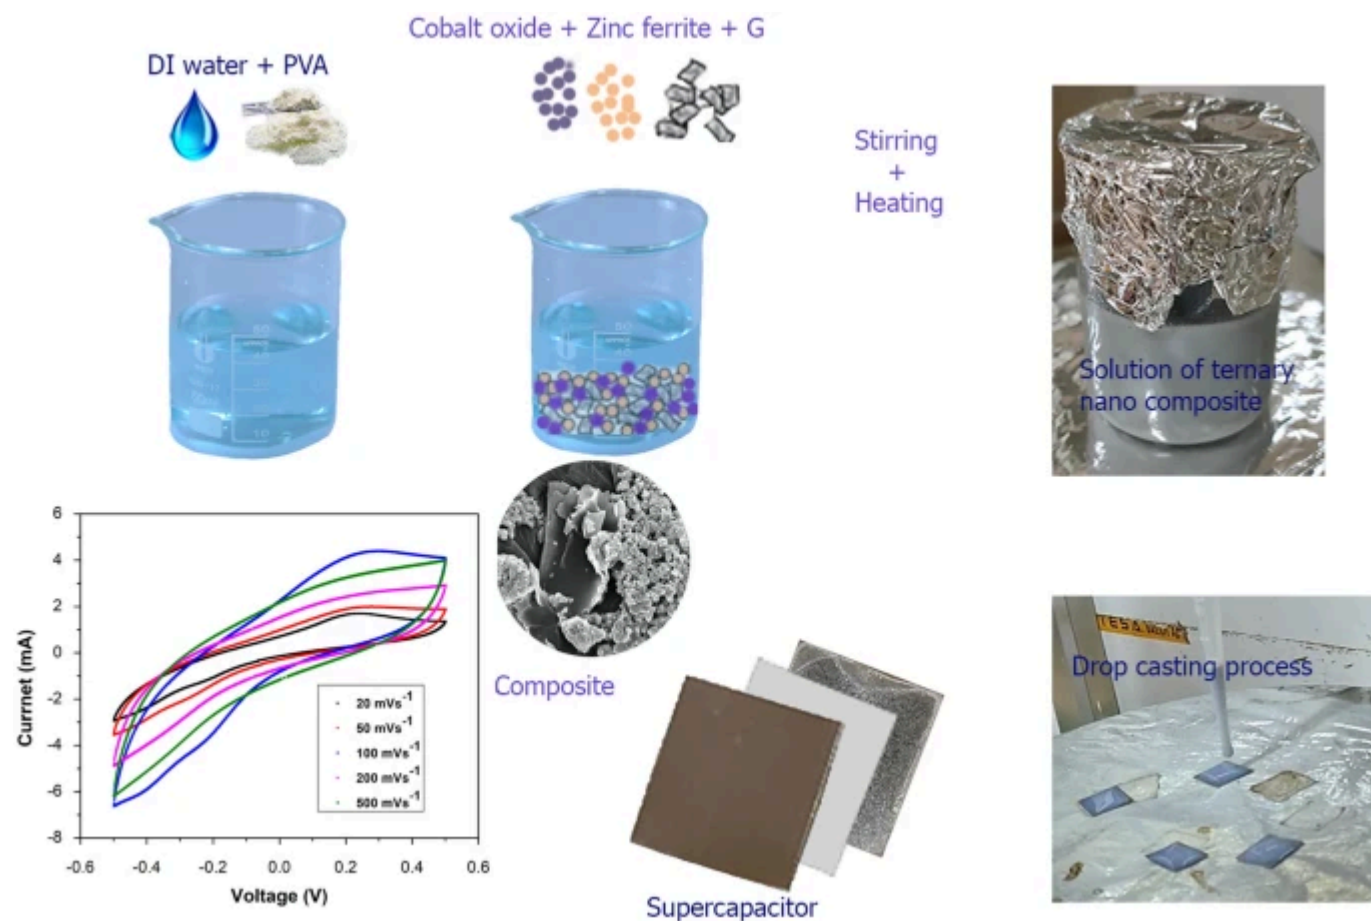 Cobalt oxide + Zinc ferrite + G
DI water + PVA
Stirring
+
Heating
10
Solution of ternary
nano composite
6
4
2
0
-2
-4
-6
-8
Currnet (mA)
20 mVs-1
50 mVs-1
100 mVs-1
200 mVs-1
500 mVs-1
-0.6
-0.4
-0.2
0.0
0.2
0.4
0.6
Voltage (V)
Composite
Supercapacitor
Drop casting process